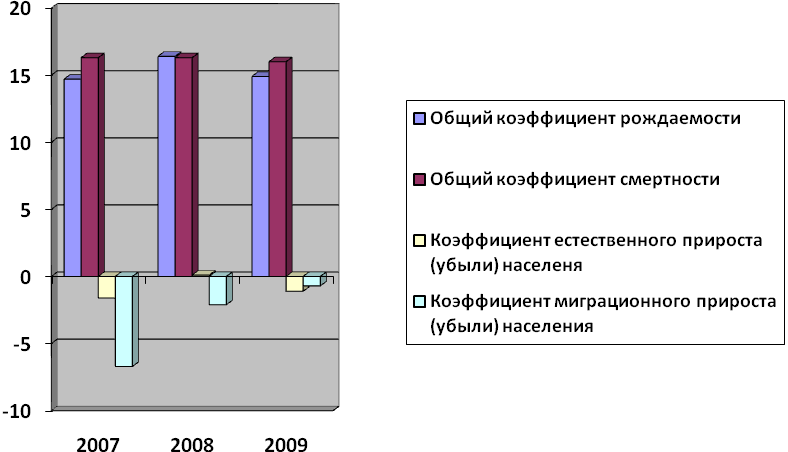 20
15
10
5
0
-5
-10
2007 2008 2009
Общий коэффициент рождаемости
Общий коэффициент смертности
Коэффициент естественного прироста
(убыли) населеня
Коэффициент миграционного прироста
(убыли) населения